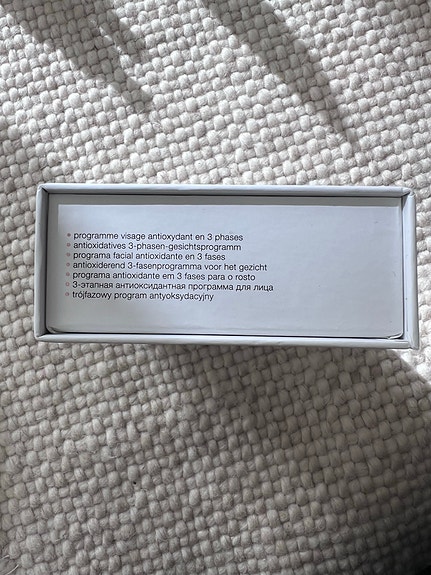 programme visage antioxydant en 3 phases
antioxidatives 3-phasen-gesichtsprogramm
programa facial antioxidante en 3 fases
antioxiderend 3-fasenprogramma voor het gezicht
programa antioxidante em 3 fases para o rosto
3-этапная антиоксидантная программа для лица
trójfazowy program antyoksydacyjny